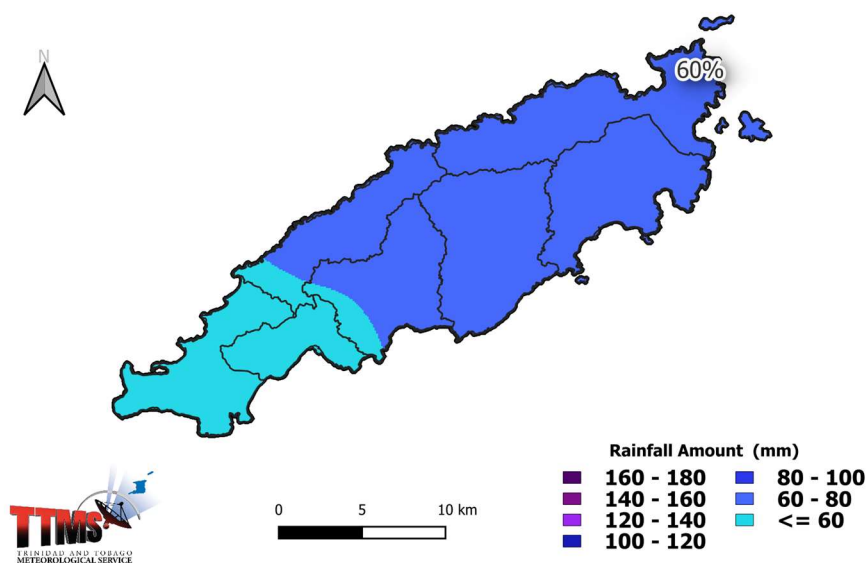 N
60%
0 5 10 km
Rainfall Amount (mm)
160 - 180
140 - 160
120 - 140
100 - 120
80 - 100
60 - 80
<= 60
TTMS
TRINIDAD AND TOBAGO
METEOROLOGICAL SERVICE